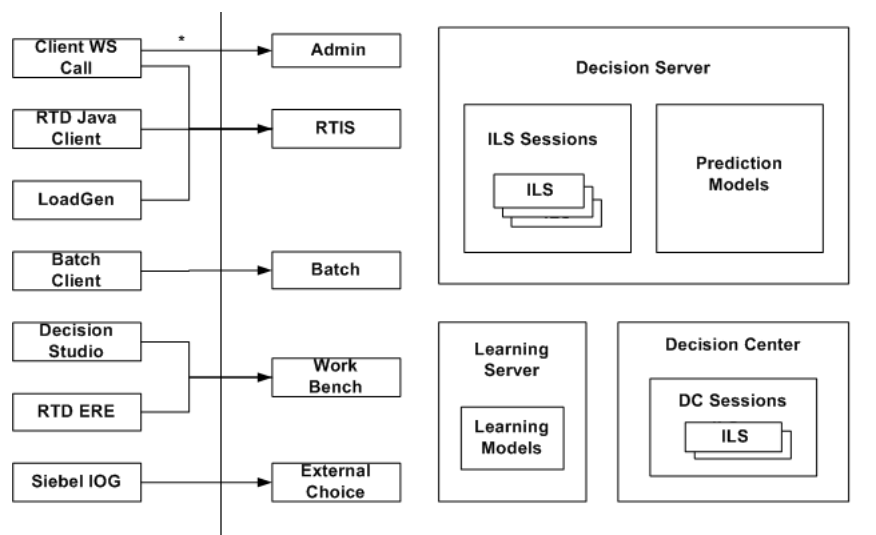 Client WS
Call
*
Admin
RTD Java
Client
RTIS
LoadGen
Batch
Client
Batch
Decision
Studio
Work
Bench
RTD ERE
Siebel IOG
External
Choice
Decision Server
ILS Sessions
ILS
Prediction
Models
Learning
Server
Learning
Models
Decision Center
DC Sessions
ILS